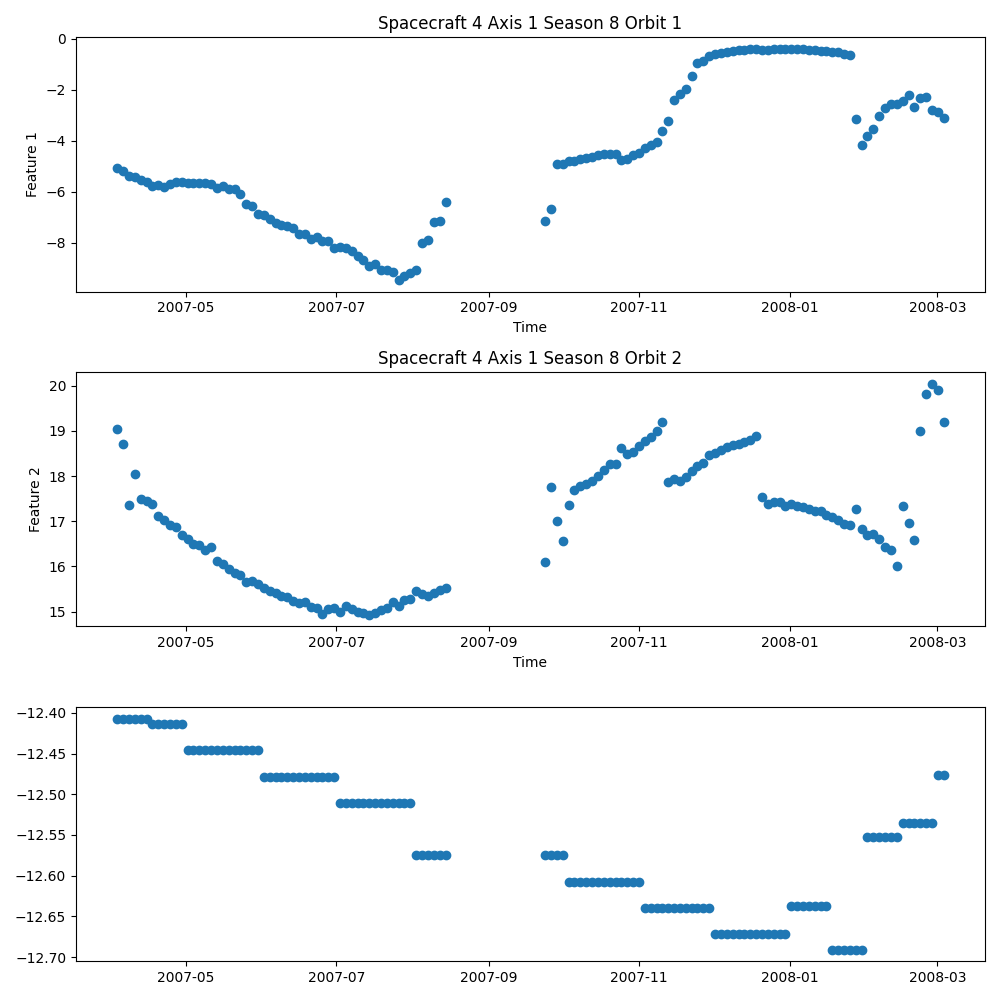 Spacecraft 4 Axis 1 Season 8 Orbit 1
0
−2
−4
−6
−8
Feature 1
2007-05 2007-07 2007-09 2007-11 2008-01 2008-03
Time
Spacecraft 4 Axis 1 Season 8 Orbit 2
20
19
18
17
16
15
Feature 2
2007-05 2007-07 2007-09 2007-11 2008-01 2008-03
Time
−12.40
−12.45
−12.50
−12.55
−12.60
−12.65
−12.70
2007-05 2007-07 2007-09 2007-11 2008-01 2008-03